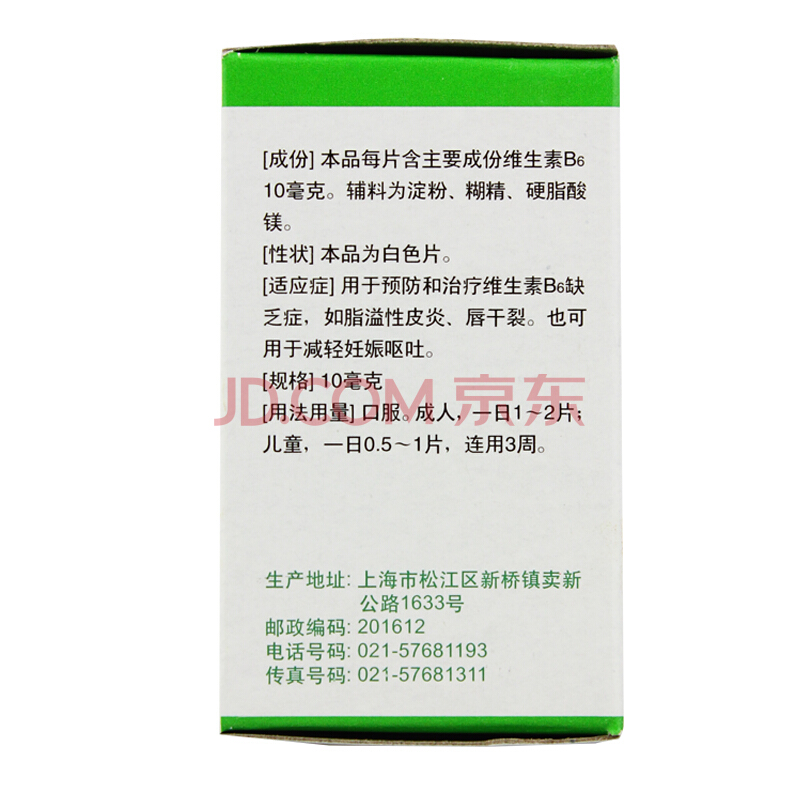 [成份] 本品每片含主要成份维生素B6
10毫克。辅料为淀粉、糊精、硬脂酸
镁。
[性状] 本品为白色片。
[适应症] 用于预防和治疗维生素B6缺
乏症，如脂溢性皮炎、唇干裂。也可
用于减轻妊娠呕吐。
[规格] 10毫克
JD.COM 京东
[用法用量] 口服。成人，一日1～2片；
儿童，一日0.5～1片，连用3周。
生产地址: 上海市松江区新桥镇卖新
公路1633号
邮政编码: 201612
电话号码: 021-57681193
传真号码: 021-57681311